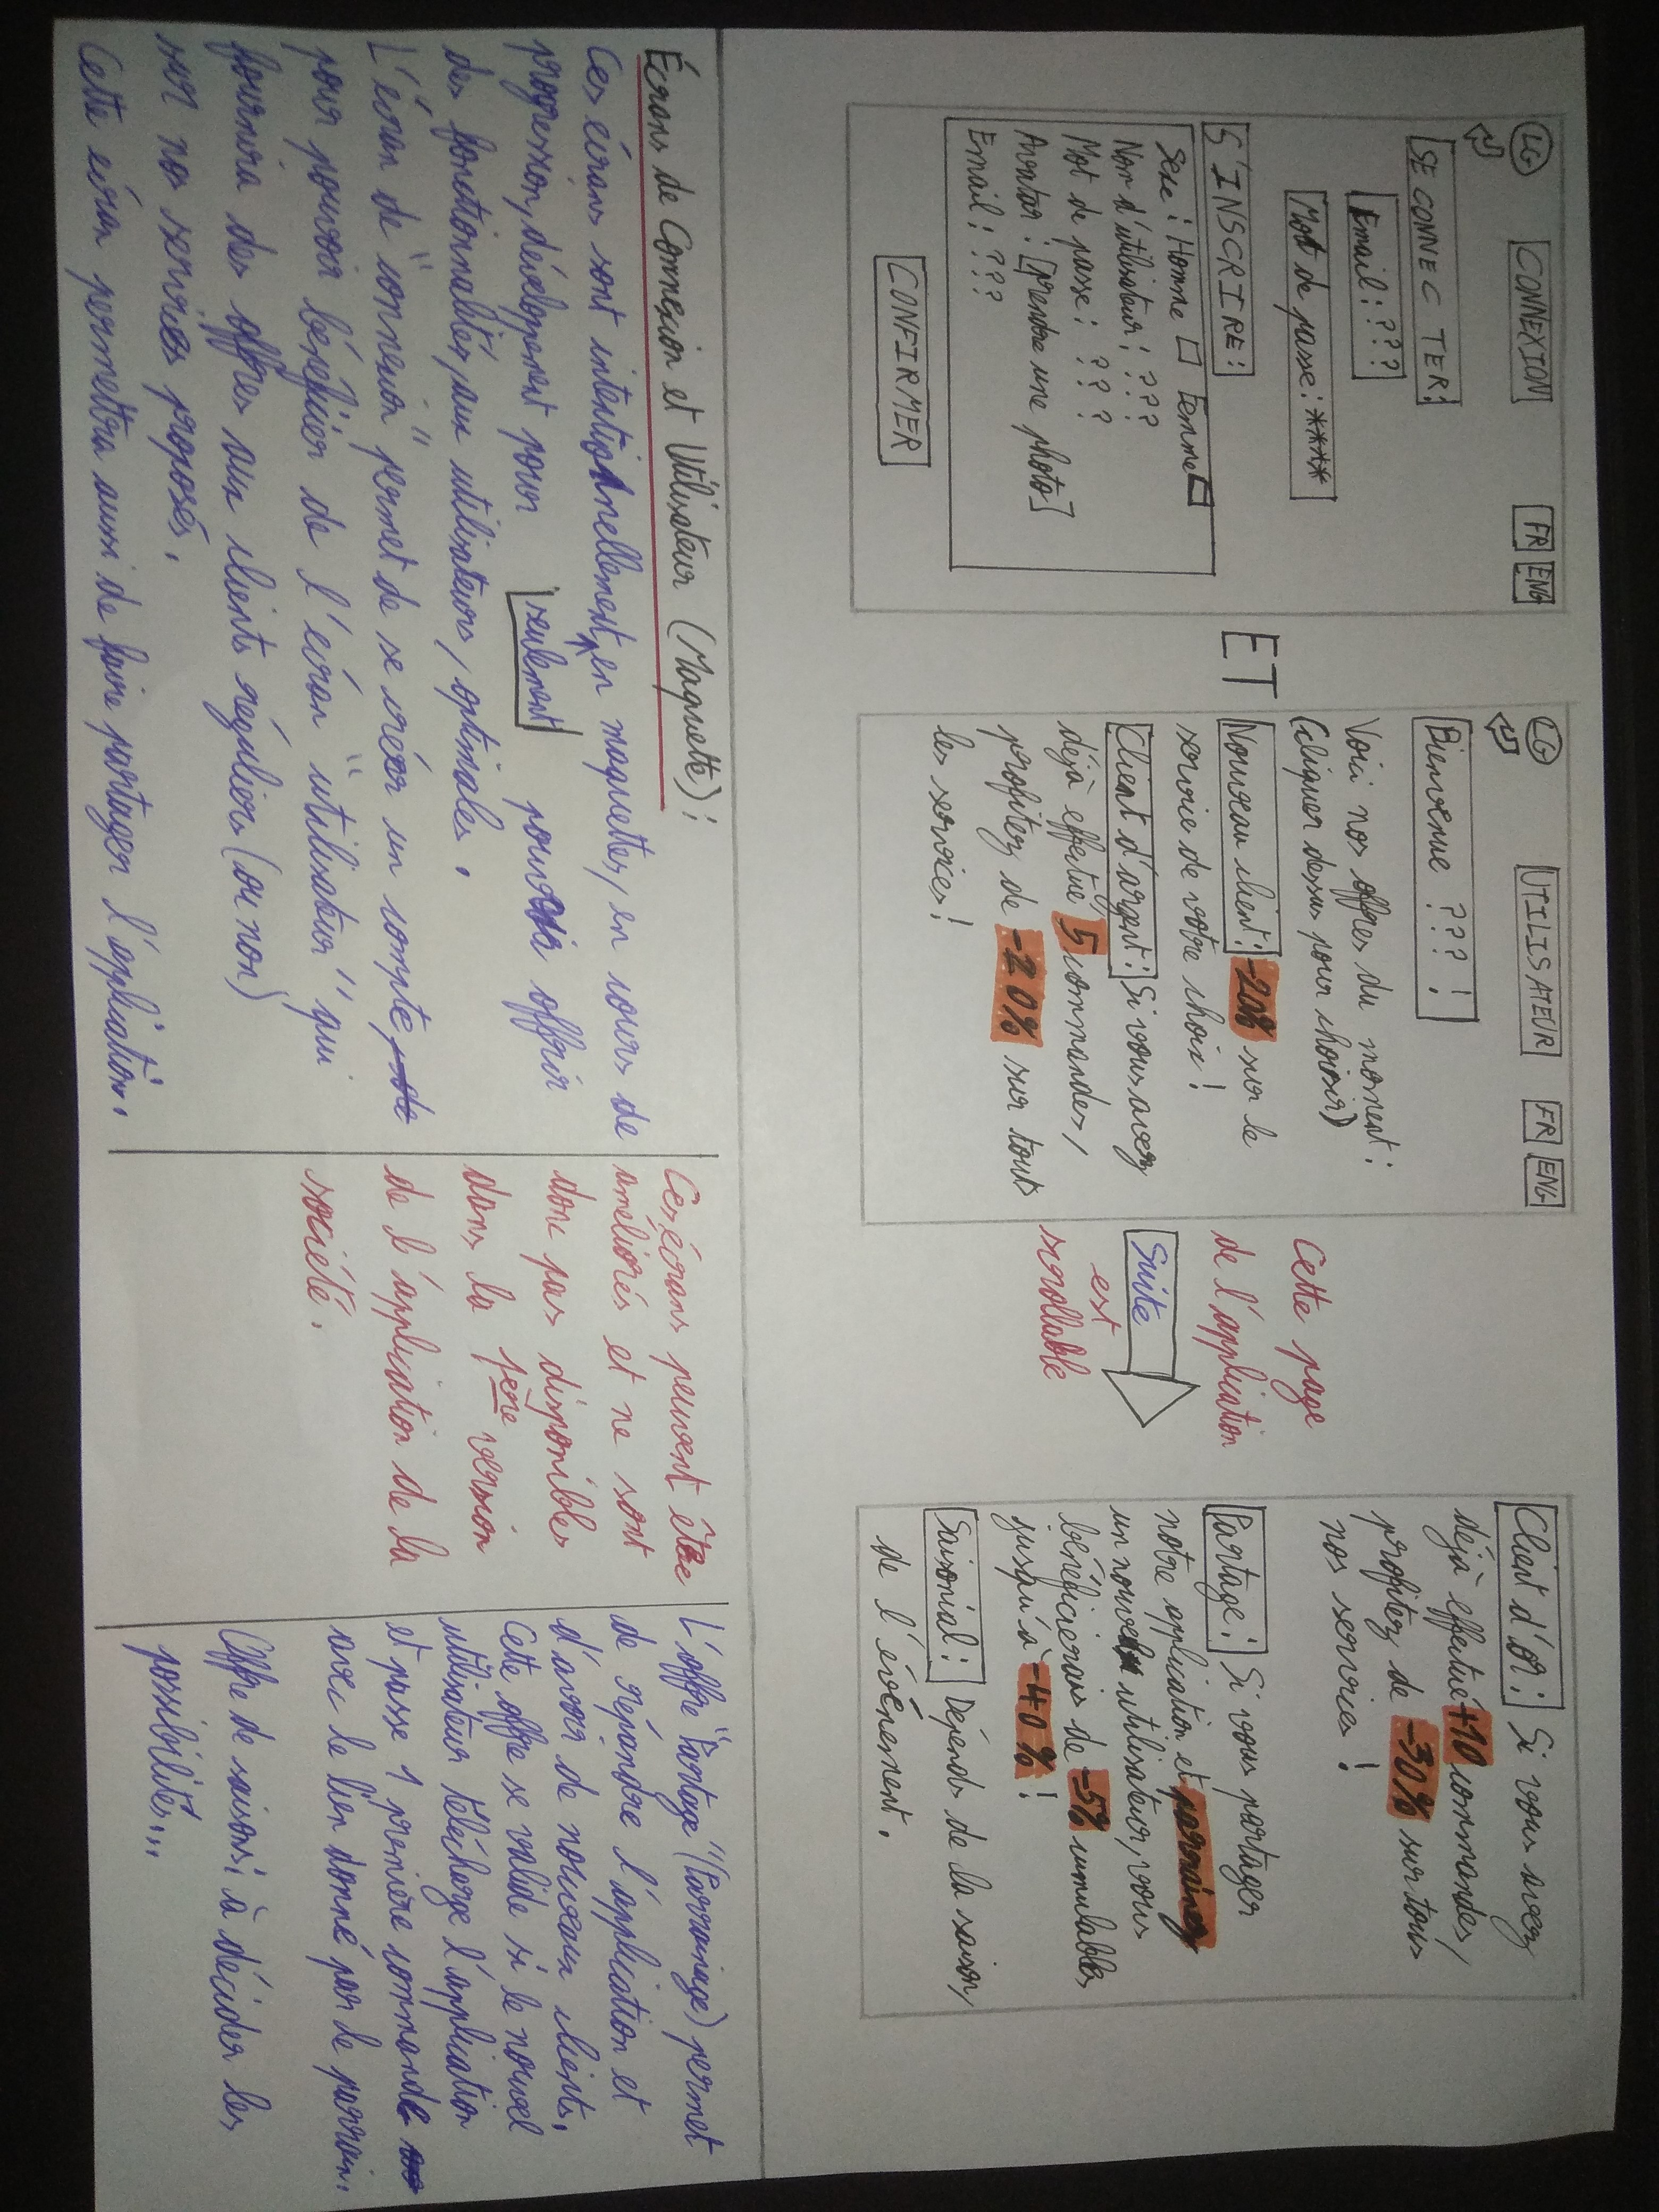 LG CONNEXION FR ENG
SE CONNECTER:
Email: ???
Mot de passe: ****
S'INSCRIRE:
Sexe: Homme Femme
Nom d'utilisateur: ???
Mot de passe: ???
Avatar: [prendre une photo]
Email: ???
CONFIRMER
ET
LG UTILISATEUR FR ENG
Bienvenue ??? !
Voici nos offres du moment:
(cliquer dessus pour choisir)
Nouveau client: -20% sur le
service de votre choix!
Client d'argent: Si vous avez
déjà effectué 5 commandes,
profitez de -20% sur touts
les services!
Cette page
de l'application
Suite
est
scrollable
Client d'or: Si vous avez
déjà effectué +10 commandes,
profitez de -30% sur tous
nos services!
Partage: Si vous partager
notre application et parrainez
un nouvel utilisateur, vous
bénéficierais de -5% cumulables
jusqu'à -40%!
Saisonial: Dépends de la saison,
de l'événement.
Écrans de Connexion et Utilisateur (Maquette):
Ces écrans sont intentionnellement en maquettes, en cours de
progression, développement pour seulement pouvoir offrir
des fonctionnalités, aux utilisateurs, optimales.
L'écran de "connexion" permet de se créer un compte, de
pour pouvoir bénéficier de l'écran "utilisateur" qui
fournira des offres aux clients réguliers (ou non)
sur nos services proposés.
Cette écran permettra aussi de faire partager l'application.
Ces écrans peuvent être
améliorés et ne sont
donc pas disponibles
dans la 1ère version
de l'application de la
société.
L'offre "Partage" (Parrainage) permet
de répandre l'application et
d'avoir de nouveaux clients.
Cette offre se valide si le nouvel
utilisateur télécharge l'application
et passe 1 première commande
avec le lien donné par le parrain.
Offre de saisons: à décider les
possibilités...